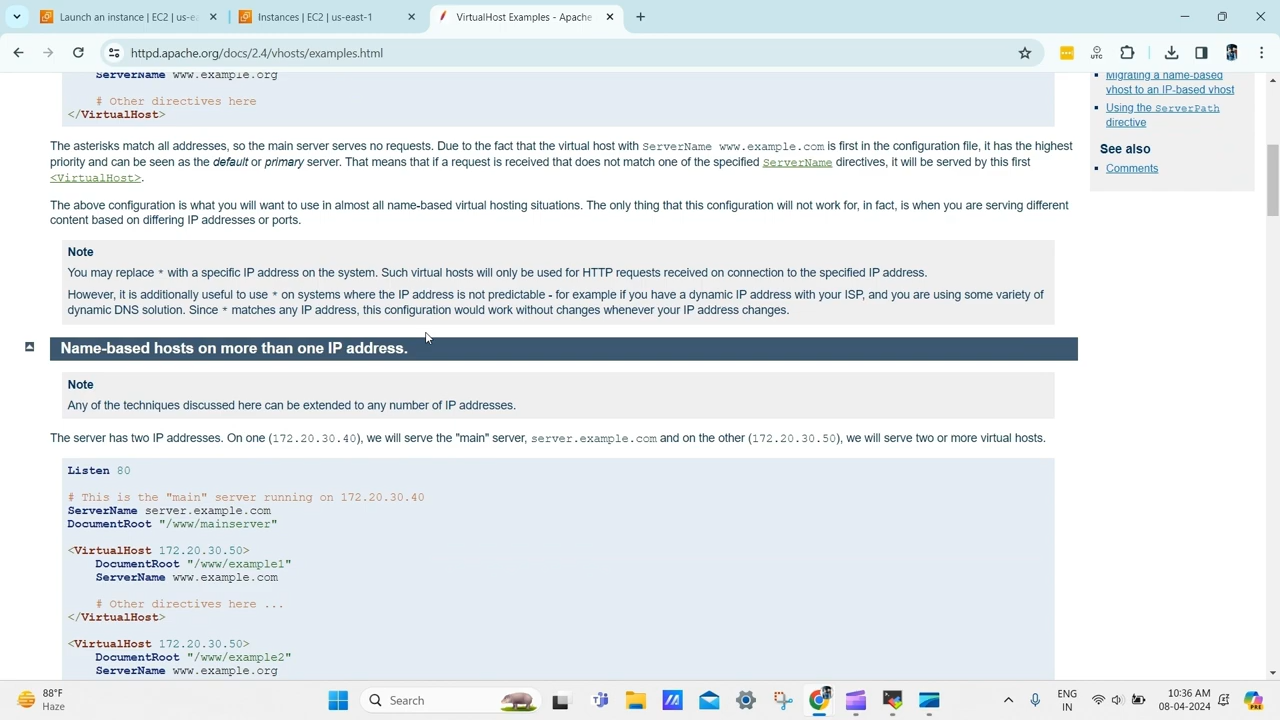 Launch an instance | EC2 | us-ea
Instances | EC2 | us-east-1
VirtualHost Examples - Apache
httpd.apache.org/docs/2.4/vhosts/examples.html
UTC
ServerName www.example.org
# Other directives here
</VirtualHost>
Migrating a name-based
vhost to an IP-based vhost
Using the ServerPath
directive
See also
Comments
The asterisks match all addresses, so the main server serves no requests. Due to the fact that the virtual host with ServerName www.example.com is first in the configuration file, it has the highest
priority and can be seen as the default or primary server. That means that if a request is received that does not match one of the specified ServerName directives, it will be served by this first
<VirtualHost>.
The above configuration is what you will want to use in almost all name-based virtual hosting situations. The only thing that this configuration will not work for, in fact, is when you are serving different
content based on differing IP addresses or ports.
Note
You may replace * with a specific IP address on the system. Such virtual hosts will only be used for HTTP requests received on connection to the specified IP address.
However, it is additionally useful to use * on systems where the IP address is not predictable - for example if you have a dynamic IP address with your ISP, and you are using some variety of
dynamic DNS solution. Since * matches any IP address, this configuration would work without changes whenever your IP address changes.
Name-based hosts on more than one IP address.
Note
Any of the techniques discussed here can be extended to any number of IP addresses.
The server has two IP addresses. On one (172.20.30.40), we will serve the "main" server, server.example.com and on the other (172.20.30.50), we will serve two or more virtual hosts.
Listen 80
# This is the "main" server running on 172.20.30.40
ServerName server.example.com
DocumentRoot "/www/mainserver"
<VirtualHost 172.20.30.50>
DocumentRoot "/www/example1"
ServerName www.example.com
# Other directives here ...
</VirtualHost>
<VirtualHost 172.20.30.50>
DocumentRoot "/www/example2"
ServerName www.example.org
88°F
Haze
Search
ENG
IN
10:36 AM
08-04-2024